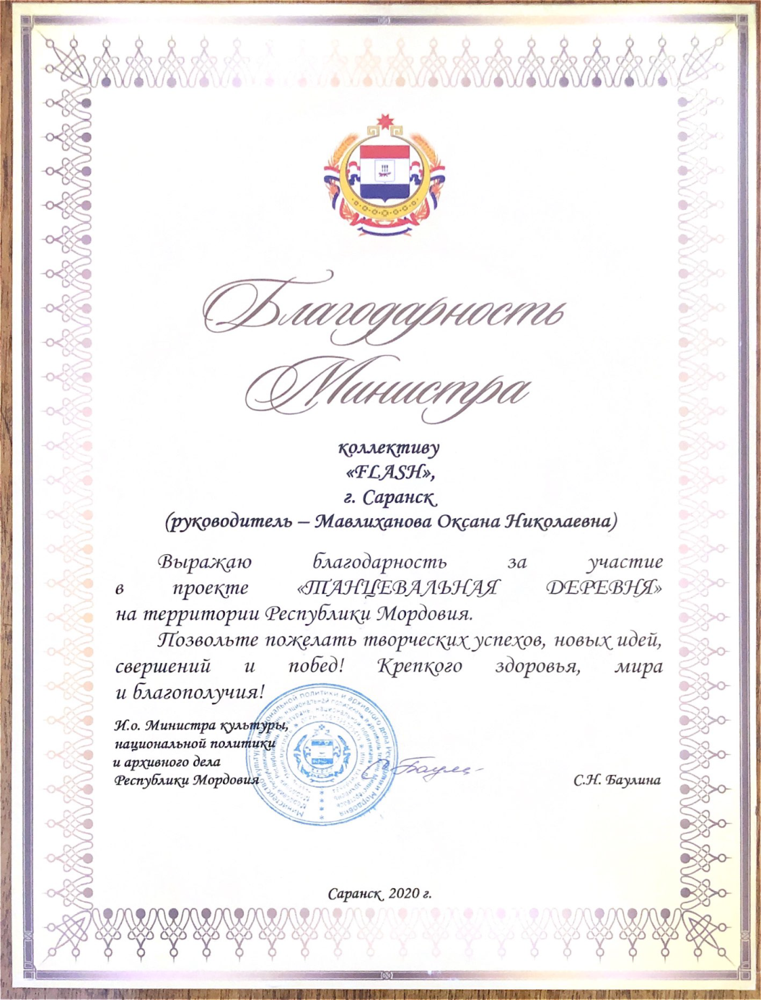 Благодарность
Министра
коллективу
«FLASH»,
г. Саранск
(руководитель – Мавлиханова Оксана Николаевна)
Выражаю благодарность за участие
в проекте «ТАНЦЕВАЛЬНАЯ ДЕРЕВНЯ»
на территории Республики Мордовия.
Позвольте пожелать творческих успехов, новых идей,
свершений и побед! Крепкого здоровья, мира
и благополучия!
И.о. Министра культуры,
национальной политики
и архивного дела
Республики Мордовия
С.Н. Баулина
Саранск 2020 г.